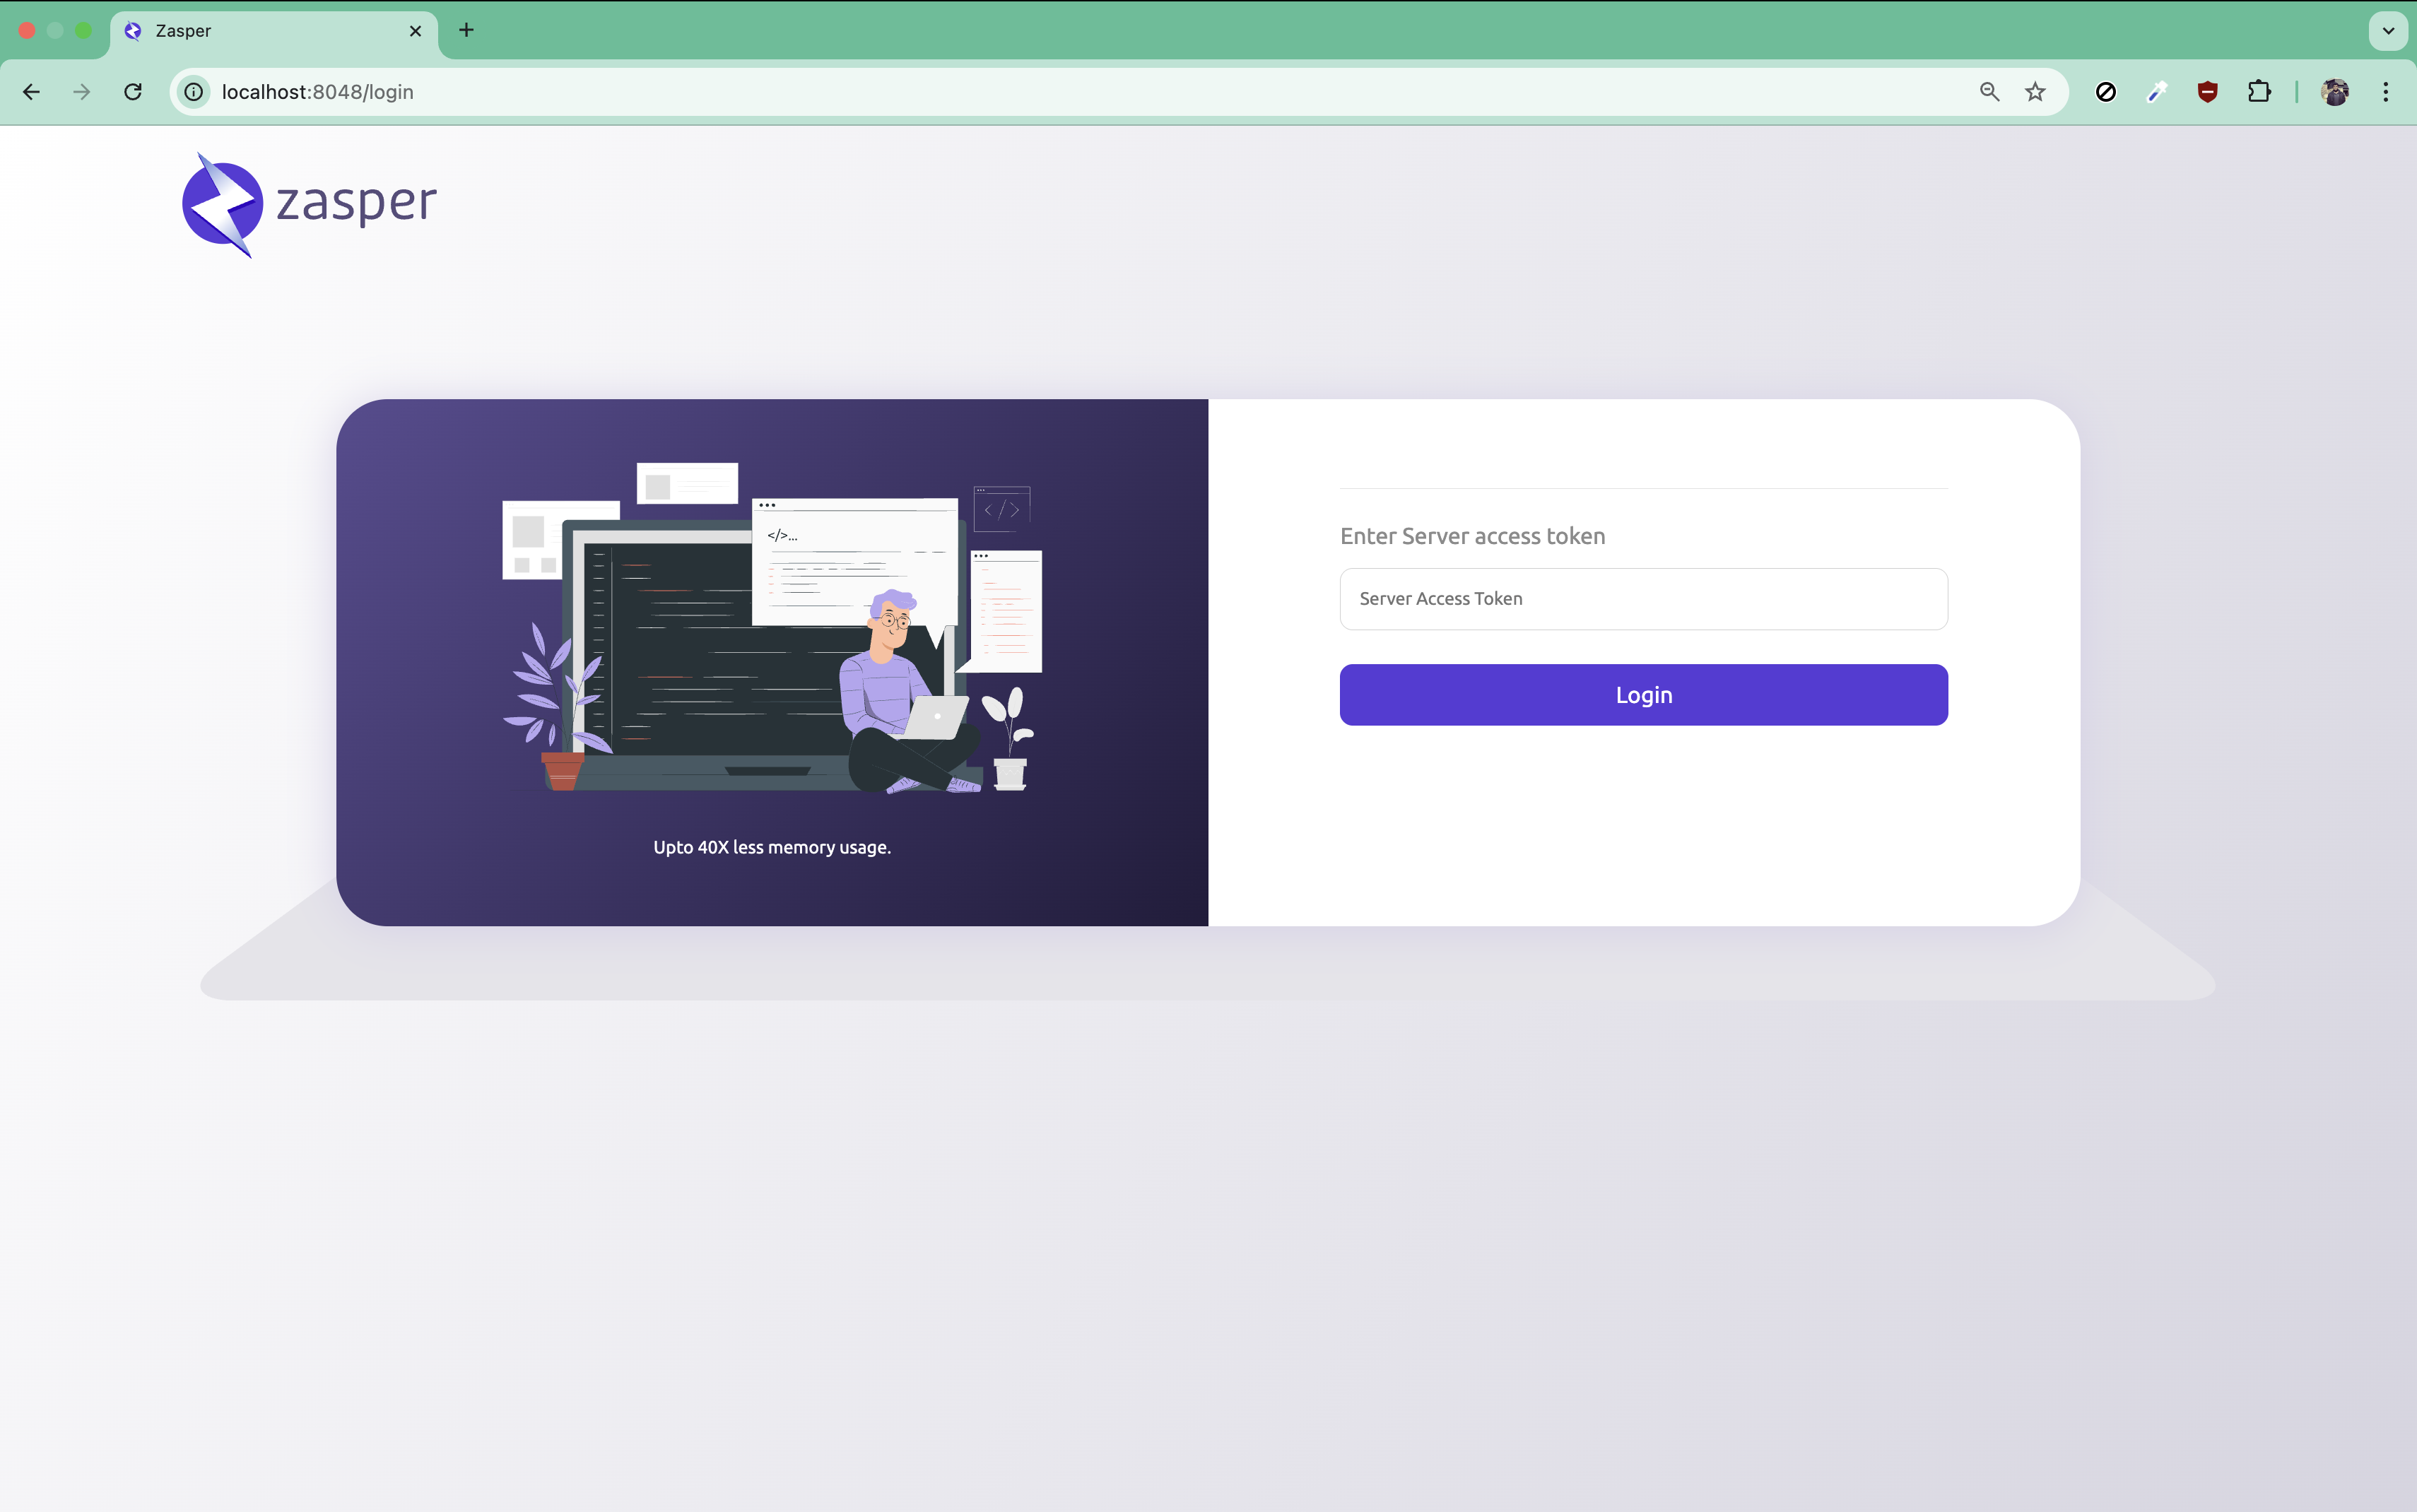 Zasper
localhost:8048/login
zasper
</>...
</>
Enter Server access token
Server Access Token
Login
Upto 40X less memory usage.